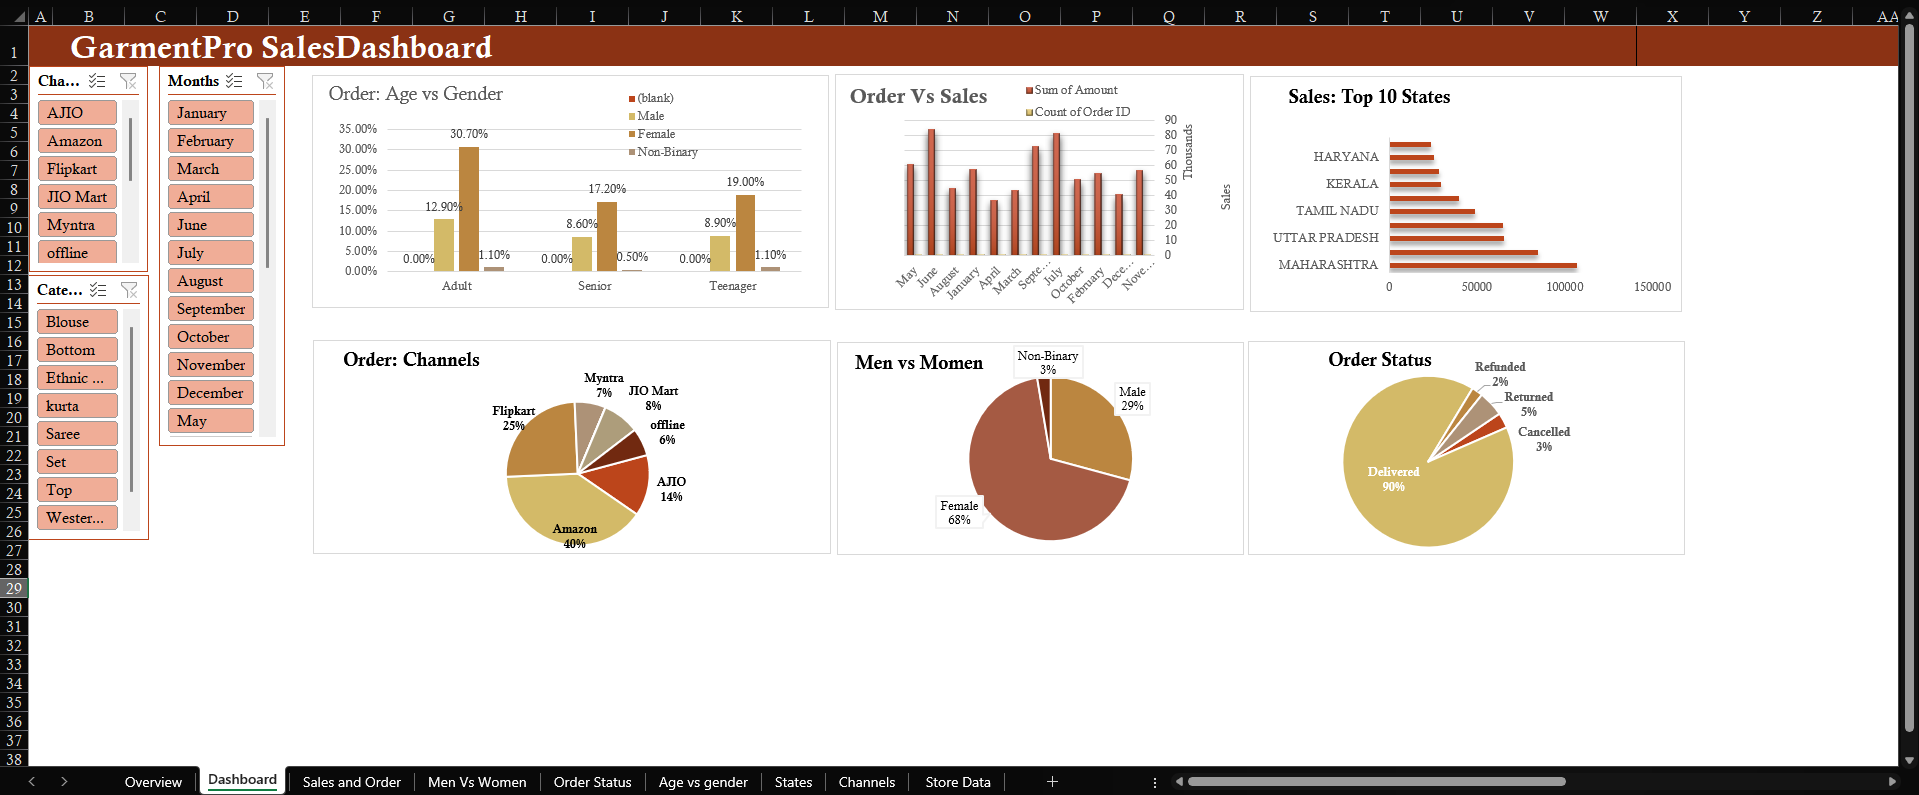 A B C D E F G H I J K L M N O P Q R S T U V W X Y Z AA
1
2
3
4
5
6
7
8
9
10
11
12
13
14
15
16
17
18
19
20
21
22
23
24
25
26
27
28
29
30
31
32
33
34
35
36
37
38
GarmentPro SalesDashboard
Cha...
AJIO
Amazon
Flipkart
JIO Mart
Myntra
offline
Cate...
Blouse
Bottom
Ethnic ...
kurta
Saree
Set
Top
Wester...
Months
January
February
March
April
June
July
August
September
October
November
December
May
Order: Age vs Gender
(blank)
Male
Female
Non-Binary
35.00%
30.00%
25.00%
20.00%
15.00%
10.00%
5.00%
0.00%
0.00% 12.90% 30.70% 1.10%
0.00% 8.60% 17.20% 0.50%
0.00% 8.90% 19.00% 1.10%
Adult Senior Teenager
Order Vs Sales
Sum of Amount
Count of Order ID
90
80
70
60
50
40
30
20
10
0
Thousands
Sales
May June August January April March Septe... July October February Dece... Nove...
Sales: Top 10 States
HARYANA
KERALA
TAMIL NADU
UTTAR PRADESH
MAHARASHTRA
0 50000 100000 150000
Order: Channels
Myntra
7%
JIO Mart
8%
offline
6%
AJIO
14%
Amazon
40%
Flipkart
25%
Men vs Momen
Non-Binary
3%
Male
29%
Female
68%
Order Status
Refunded
2%
Returned
5%
Cancelled
3%
Delivered
90%
Overview Dashboard Sales and Order Men Vs Women Order Status Age vs gender States Channels Store Data